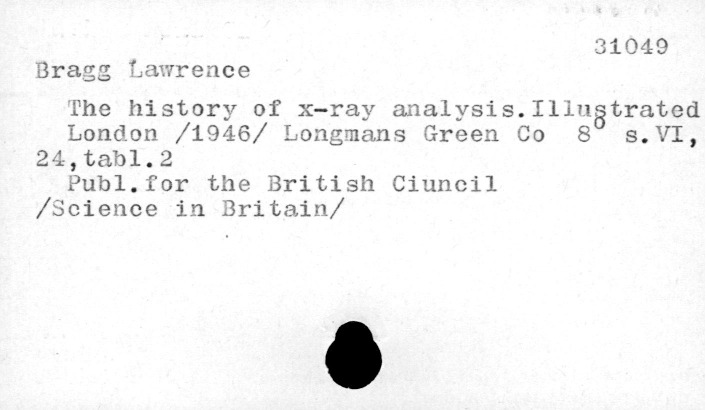 31049
Bragg Lawrence
The history of x-ray analysis.Illustrated
London /1946/ Longmans Green Co 8° s.VI,
24,tabl.2
Publ.for the British Ciuncil
/Science in Britain/